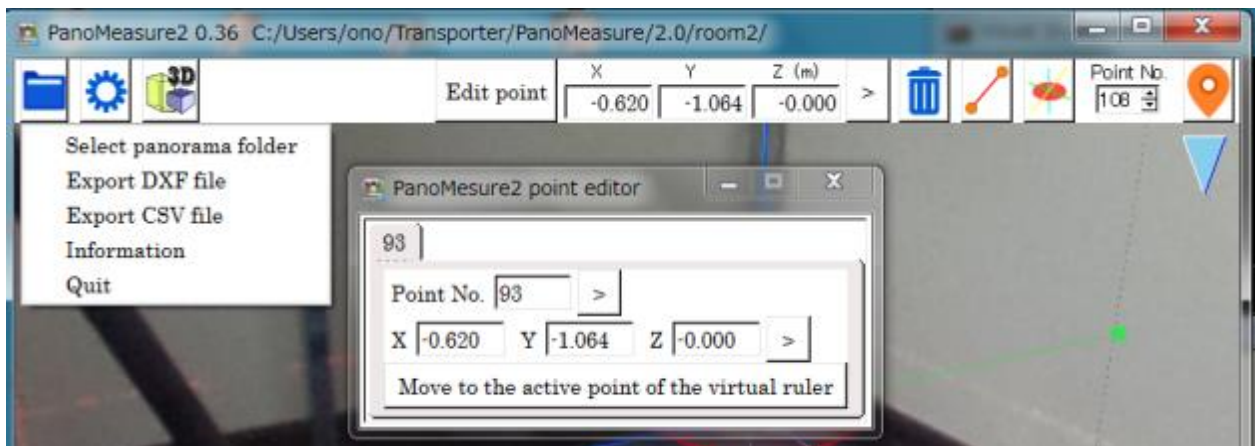 PanoMeasure2 0.36 C:/Users/ono/Transporter/PanoMeasure/2.0/room2/
3D
Edit point
X Y Z (m)
-0.620 -1.064 -0.000 >
Point No.
108
Select panorama folder
Export DXF file
Export CSV file
Information
Quit
PanoMesure2 point editor
93
Point No. 93 >
X -0.620 Y -1.064 Z -0.000 >
Move to the active point of the virtual ruler